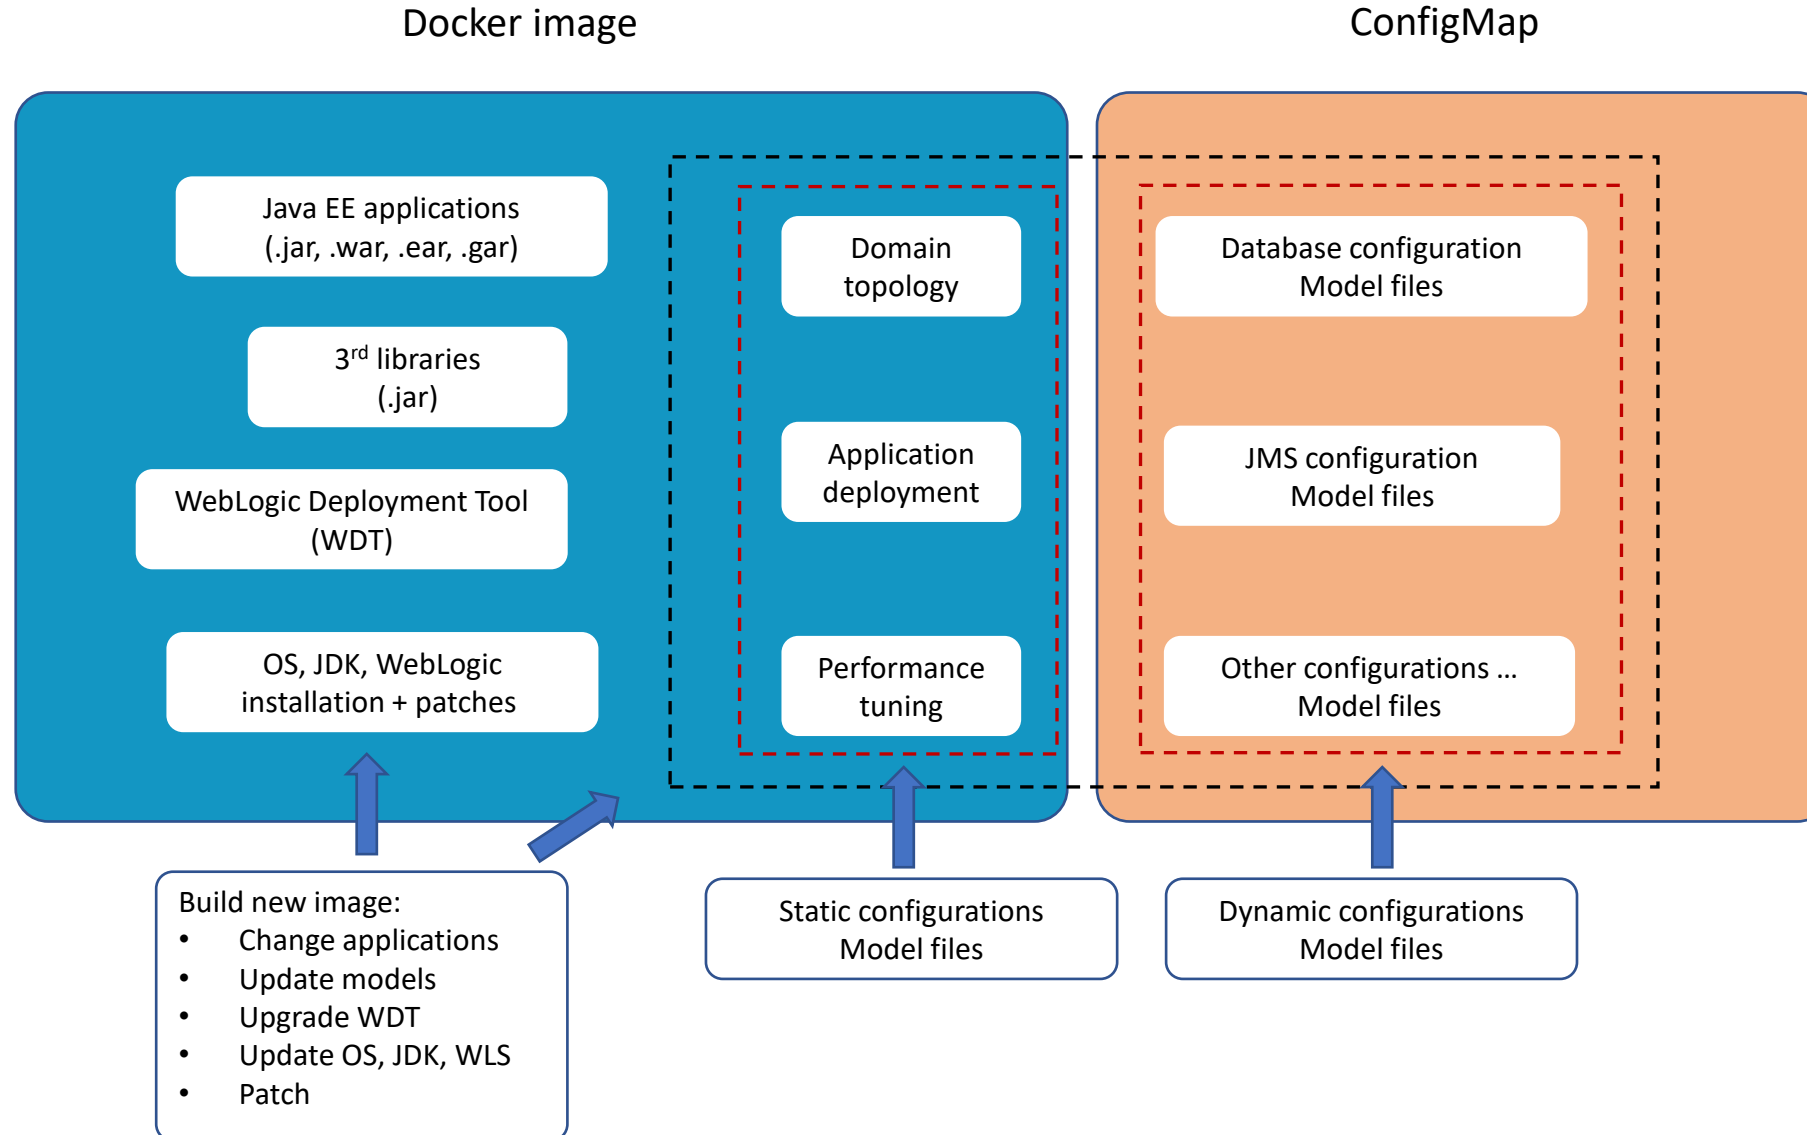 Docker image
ConfigMap
Java EE applications
(.jar, .war, .ear, .gar)
3rd libraries
(.jar)
WebLogic Deployment Tool
(WDT)
OS, JDK, WebLogic
installation + patches
Domain
topology
Application
deployment
Performance
tuning
Database configuration
Model files
JMS configuration
Model files
Other configurations ...
Model files
Build new image:
• Change applications
• Update models
• Upgrade WDT
• Update OS, JDK, WLS
• Patch
Static configurations
Model files
Dynamic configurations
Model files